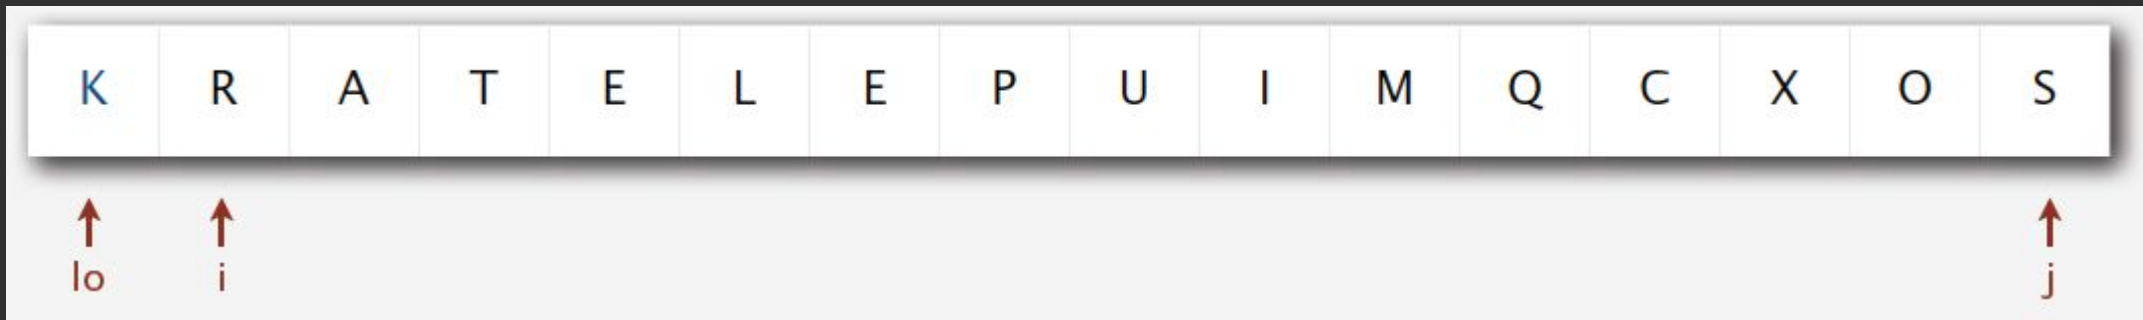 K R A T E L E P U I M Q C X O S
lo i j